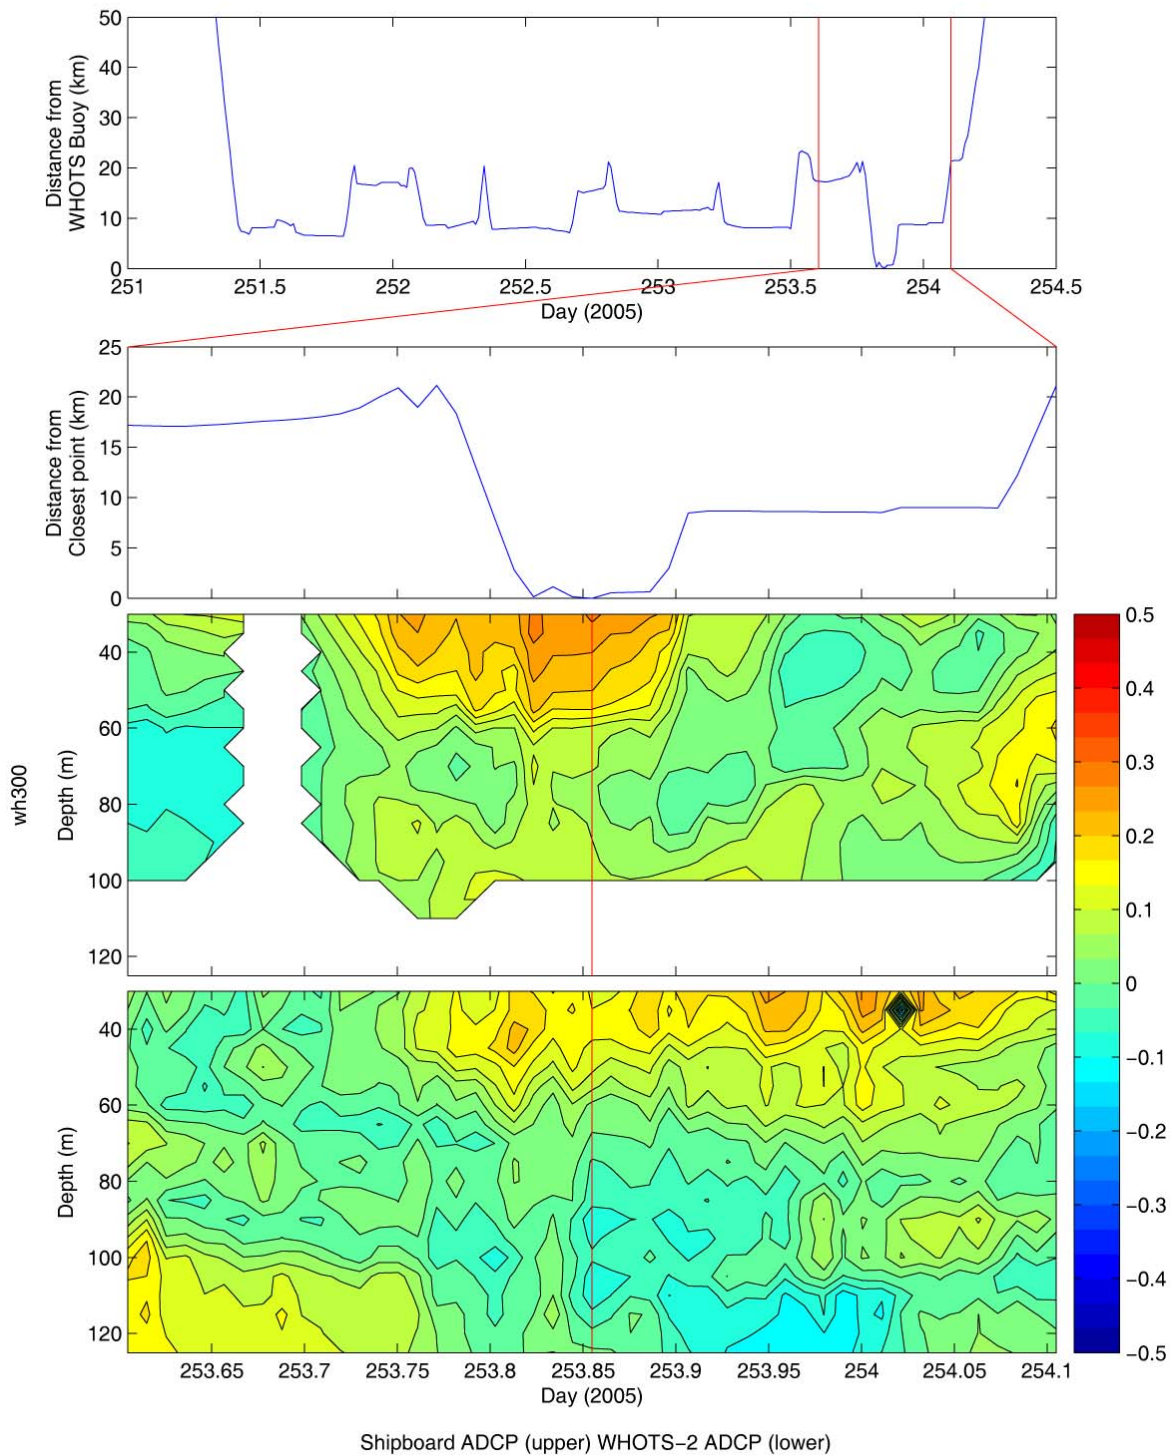 50
40
30
20
10
0
Distance from
WHOTS Buoy (km)
251 251.5 252 252.5 253 253.5 254 254.5
Day (2005)
25
20
15
10
5
0
Distance from
Closest point (km)
40
60
80
100
120
Depth (m)
wh300
0.5
0.4
0.3
0.2
0.1
0
−0.1
−0.2
−0.3
−0.4
−0.5
40
60
80
100
120
Depth (m)
253.65 253.7 253.75 253.8 253.85 253.9 253.95 254 254.05 254.1
Day (2005)
Shipboard ADCP (upper) WHOTS−2 ADCP (lower)